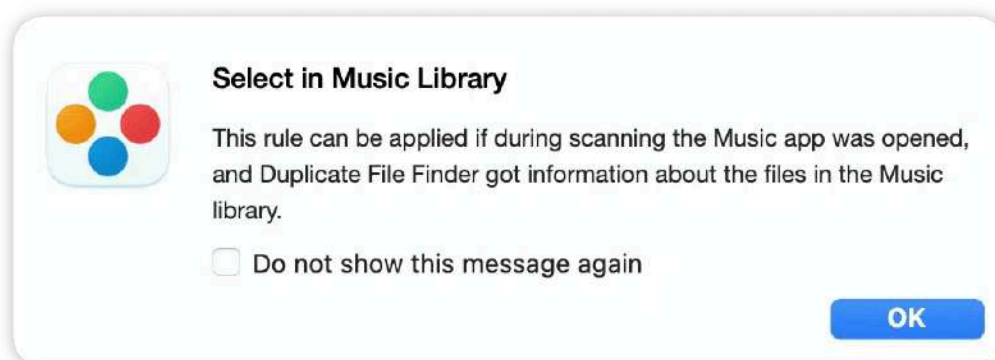 Select in Music Library
This rule can be applied if during scanning the Music app was opened,
and Duplicate File Finder got information about the files in the Music
library.
Do not show this message again
OK